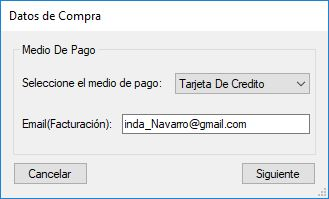 Datos de Compra
Medio De Pago
Seleccione el medio de pago: Tarjeta De Credito
Email(Facturación): inda_Navarro@gmail.com
Cancelar Siguiente